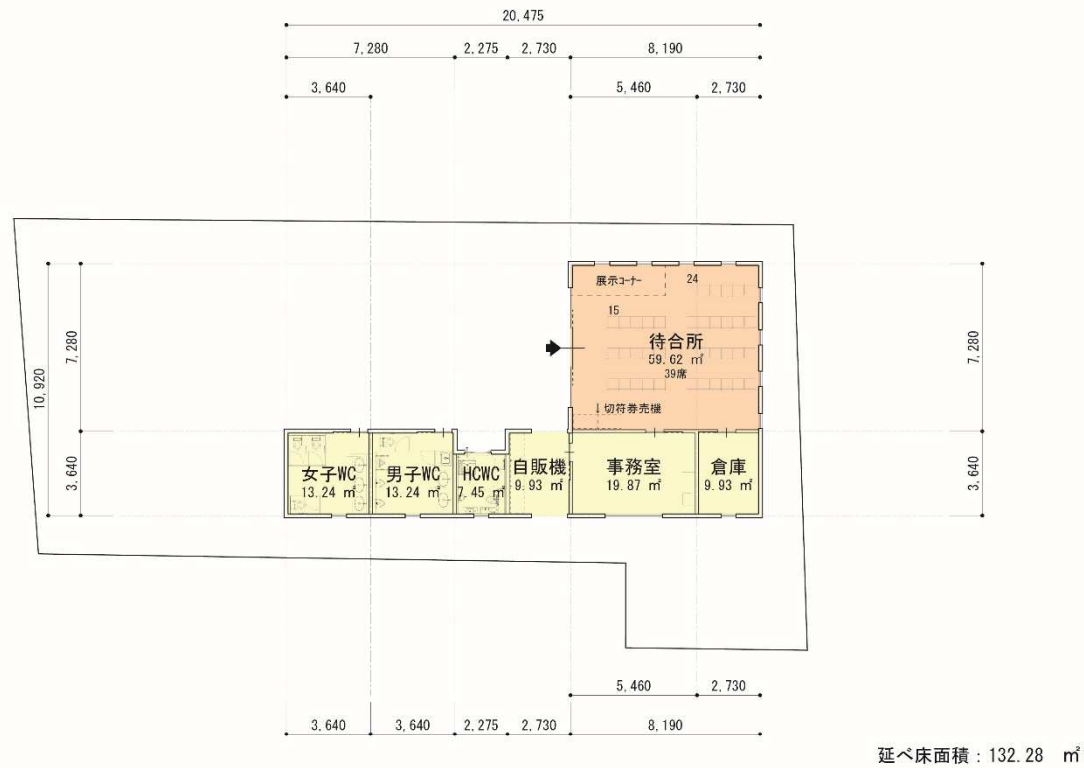 20,475
7,280
2,275
2,730
8,190
3,640
5,460
2,730
展示コーナー
24
15
待合所
59.62 ㎡
39席
↓切符券売機
10,920
7,280
3,640
7,280
3,640
女子WC
13.24 ㎡
男子WC
13.24 ㎡
HCWC
7.45 ㎡
自販機
9.93 ㎡
事務室
19.87 ㎡
倉庫
9.93 ㎡
5,460
2,730
3,640
3,640
2,275
2,730
8,190
延べ床面積：132.28 ㎡